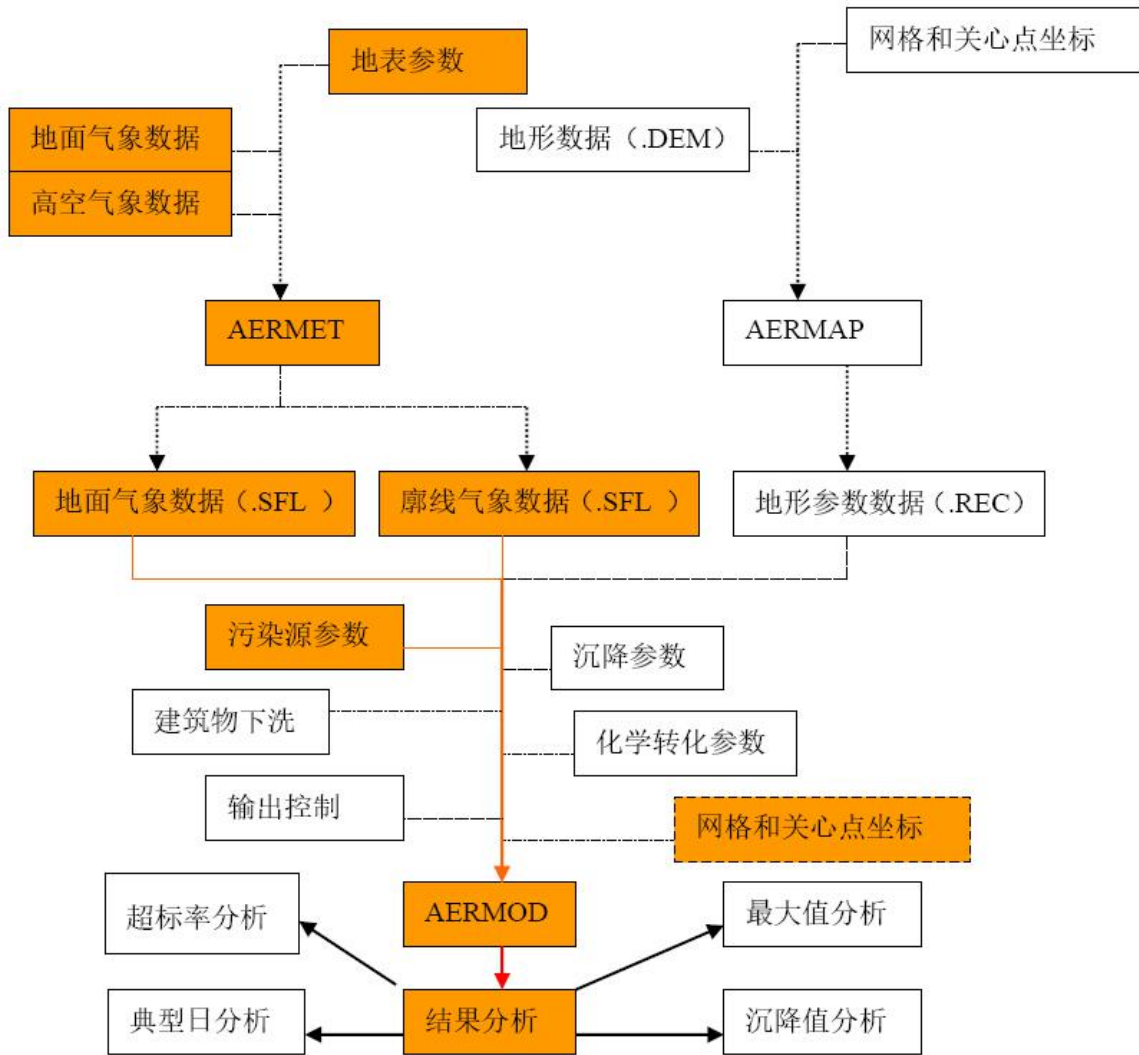 地表参数
网格和关心点坐标
地面气象数据
地形数据（.DEM）
高空气象数据
AERMET
AERMAP
地面气象数据（.SFL ）
廓线气象数据（.SFL ）
地形参数数据（.REC）
污染源参数
沉降参数
建筑物下洗
化学转化参数
输出控制
网格和关心点坐标
AERMOD
超标率分析
最大值分析
典型日分析
结果分析
沉降值分析